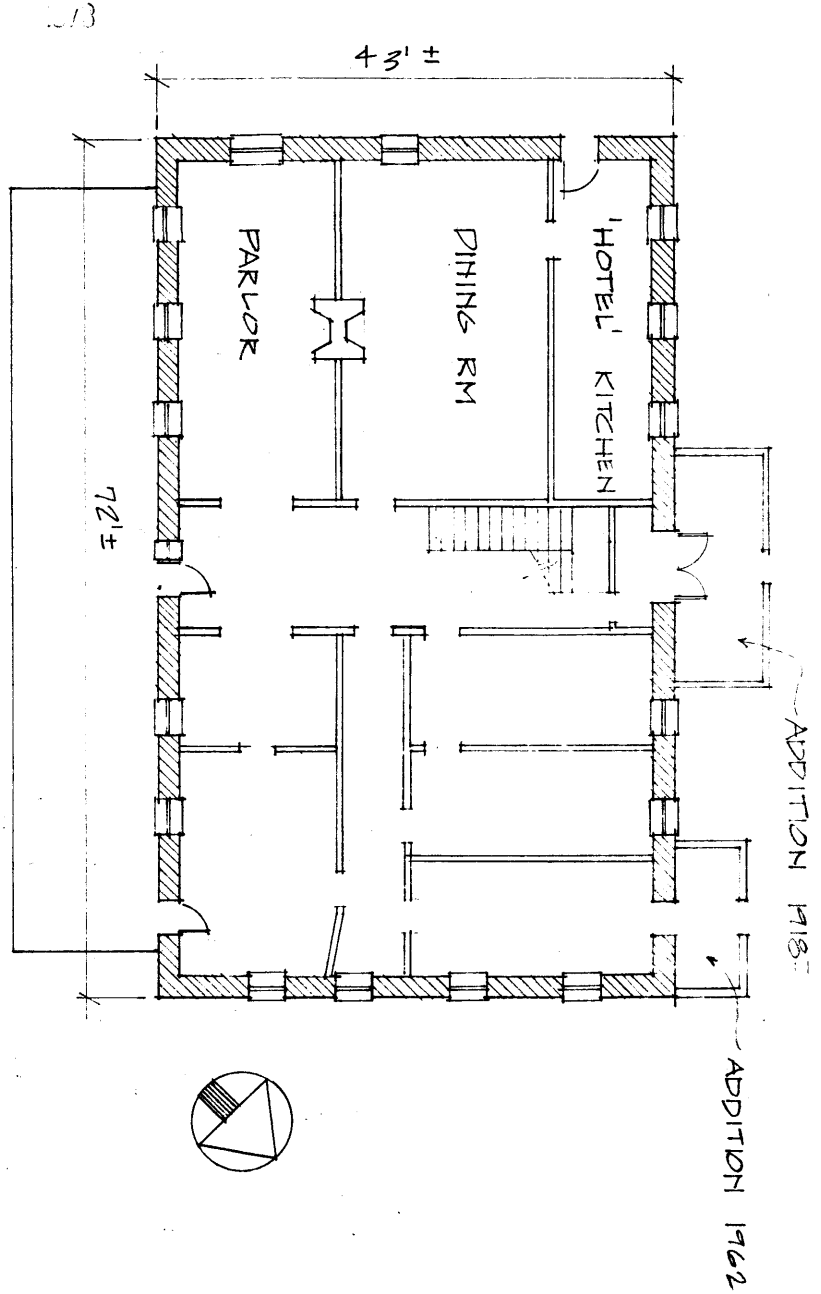 43' ±
PARLOR
DINING RM
'HOTEL' KITCHEN
72'±
ADDITION 1918
ADDITION 1962